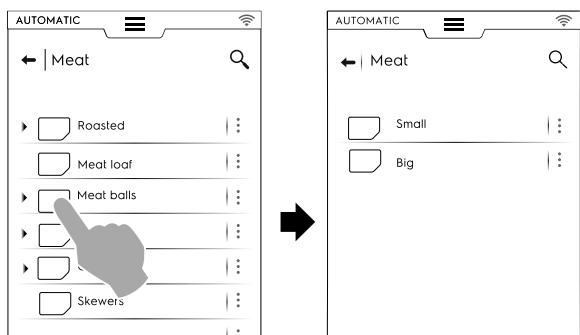 AUTOMATIC
Meat
Roasted
Meat loaf
Meat balls
Skewers
AUTOMATIC
Meat
Small
Big